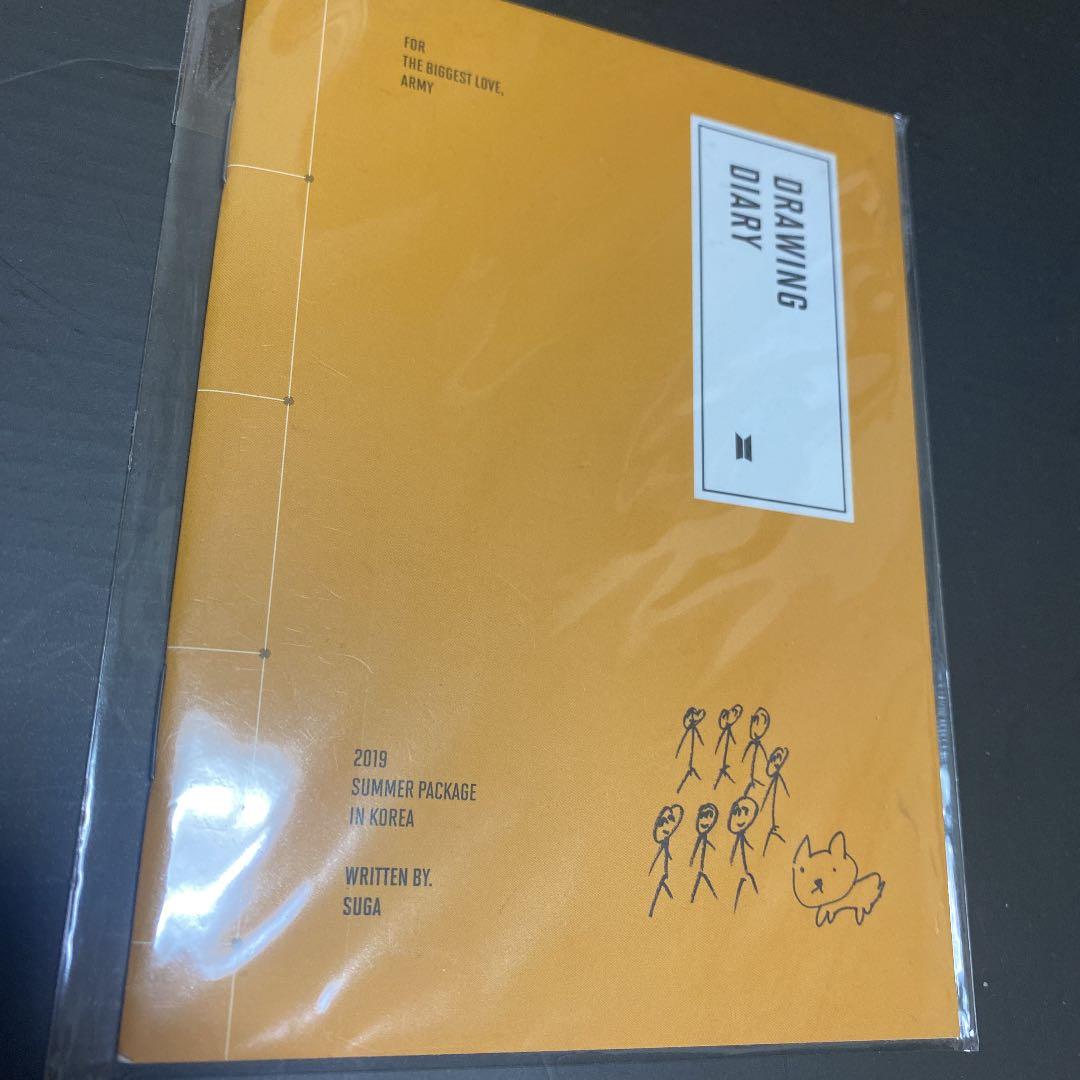 FOR
THE BIGGEST LOVE,
ARMY
DRAWING
DIARY
2019
SUMMER PACKAGE
IN KOREA
WRITTEN BY.
SUGA